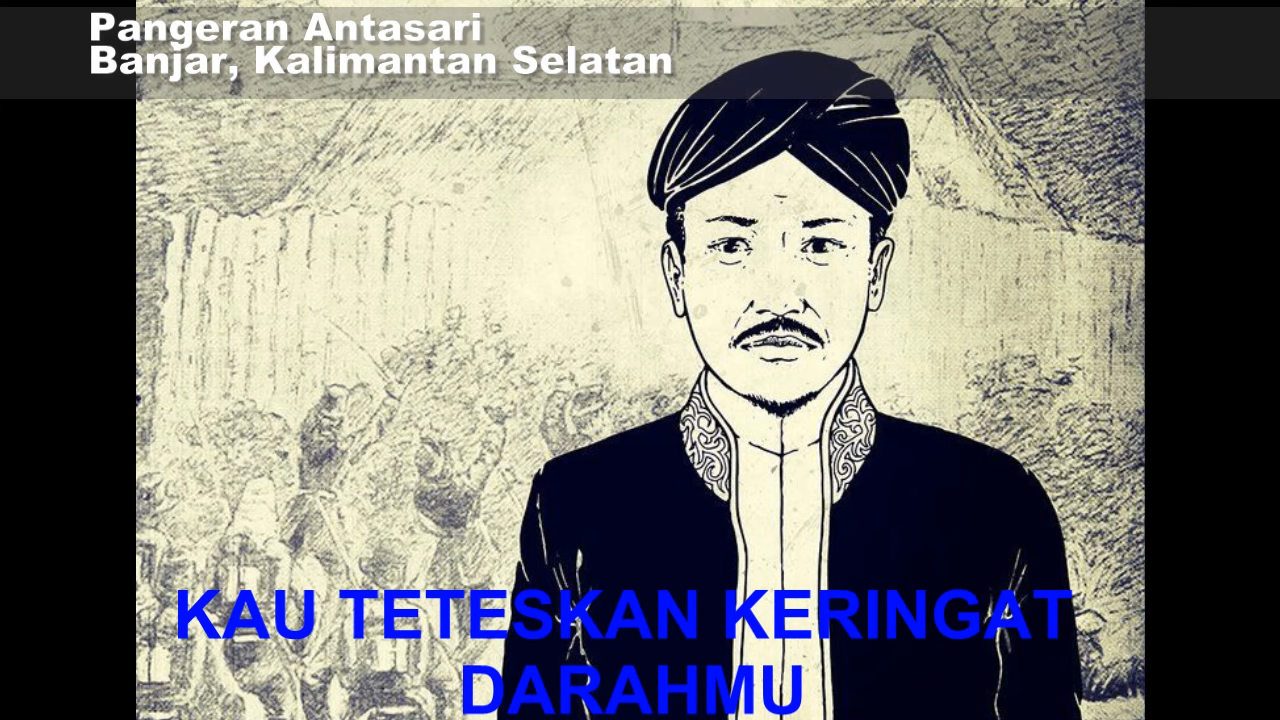 Pangeran Antasari
Banjar, Kalimantan Selatan
KAU TETESKAN KERINGAT
DARAHMU